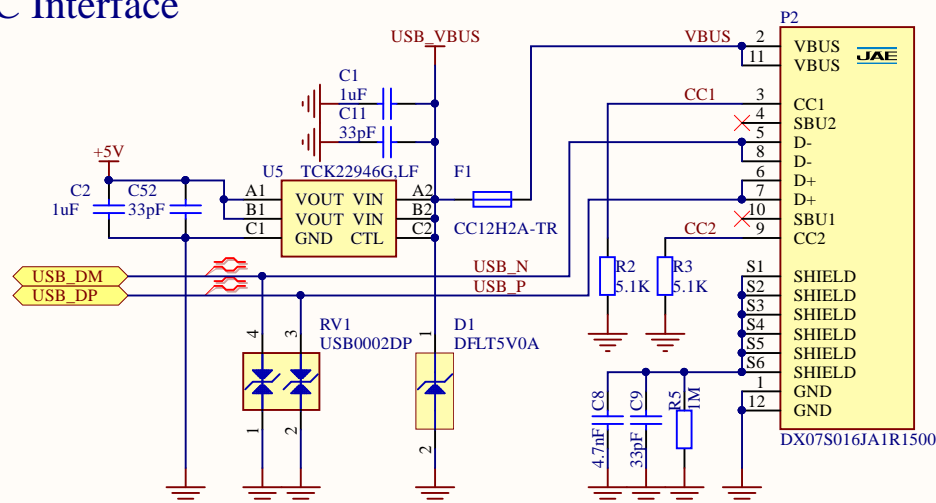 C Interface
P2
USB_VBUS
VBUS
2
VBUS
JAE
11
VBUS
C1
1uF
3
CC1
CC1
4
SBU2
C11
33pF
5
D-
8
D-
+5V
U5
TCK22946G,LF
F1
6
D+
7
D+
C2
1uF
C52
33pF
A1
VOUT
VIN
A2
B1
VOUT
VIN
B2
C1
GND
CTL
C2
CC12H2A-TR
10
SBU1
CC2
9
CC2
USB_DM
USB_N
USB_DP
USB_P
R2
5.1K
R3
5.1K
S1
SHIELD
S2
SHIELD
S3
SHIELD
S4
SHIELD
S5
SHIELD
S6
SHIELD
1
GND
12
GND
4
3
RV1
USB0002DP
1
2
1
D1
DFLT5V0A
2
C8
4.7nF
C9
33pF
R5
1M
DX07S016JA1R1500